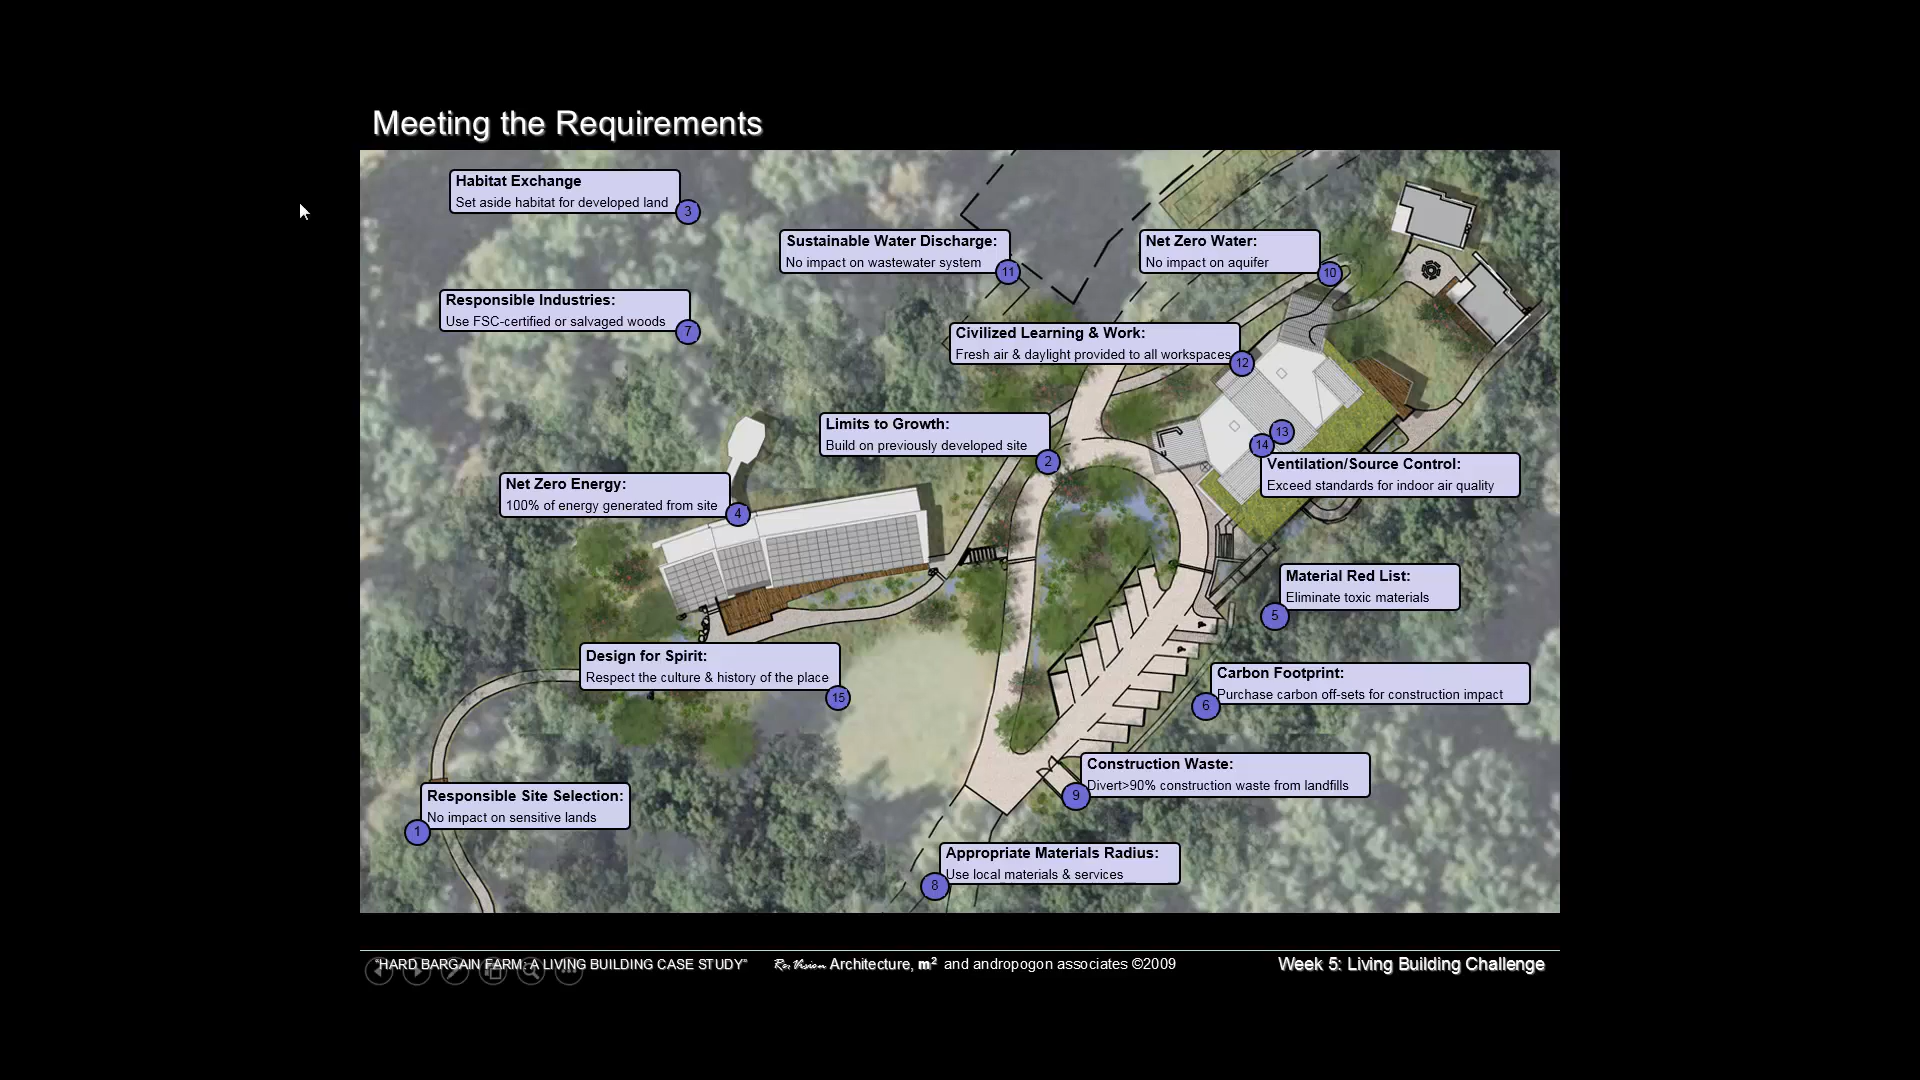 Meeting the Requirements
Habitat Exchange
Set aside habitat for developed land
3
Sustainable Water Discharge:
No impact on wastewater system
11
Net Zero Water:
No impact on aquifer
10
Responsible Industries:
Use FSC-certified or salvaged woods
7
Civilized Learning & Work:
Fresh air & daylight provided to all workspaces
12
Limits to Growth:
Build on previously developed site
2
13
14
Ventilation/Source Control:
Exceed standards for indoor air quality
Net Zero Energy:
100% of energy generated from site
4
Material Red List:
Eliminate toxic materials
5
Design for Spirit:
Respect the culture & history of the place
15
Carbon Footprint:
Purchase carbon off-sets for construction impact
6
Construction Waste:
Divert>90% construction waste from landfills
9
Responsible Site Selection:
No impact on sensitive lands
1
Appropriate Materials Radius:
Use local materials & services
8
"HARD BARGAIN FARM: A LIVING BUILDING CASE STUDY"
Re:Vision Architecture, m² and andropogon associates ©2009
Week 5: Living Building Challenge